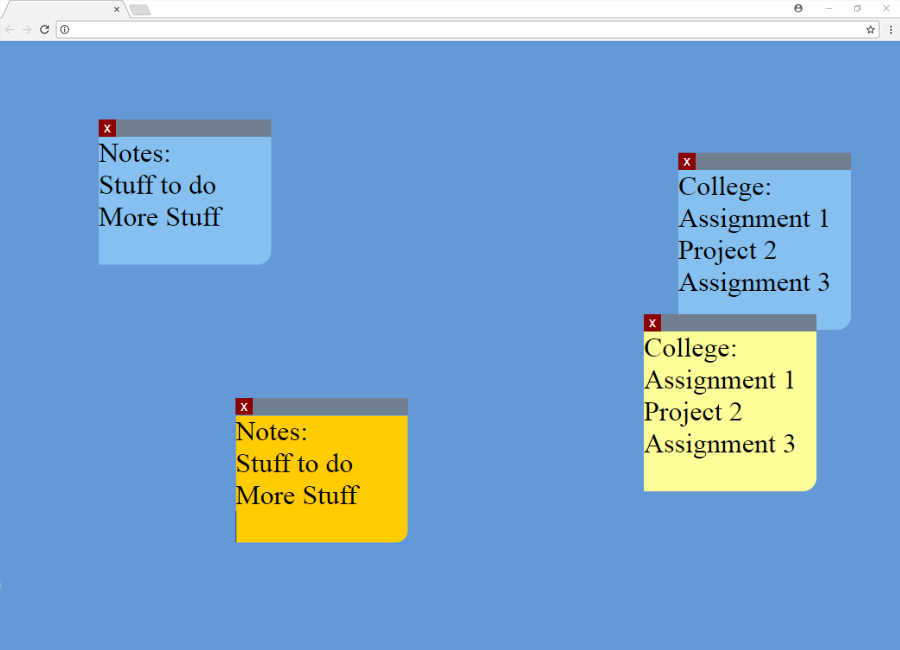 X
Notes:
Stuff to do
More Stuff
X
College:
Assignment 1
Project 2
Assignment 3
X
College:
Assignment 1
Project 2
Assignment 3
X
Notes:
Stuff to do
More Stuff